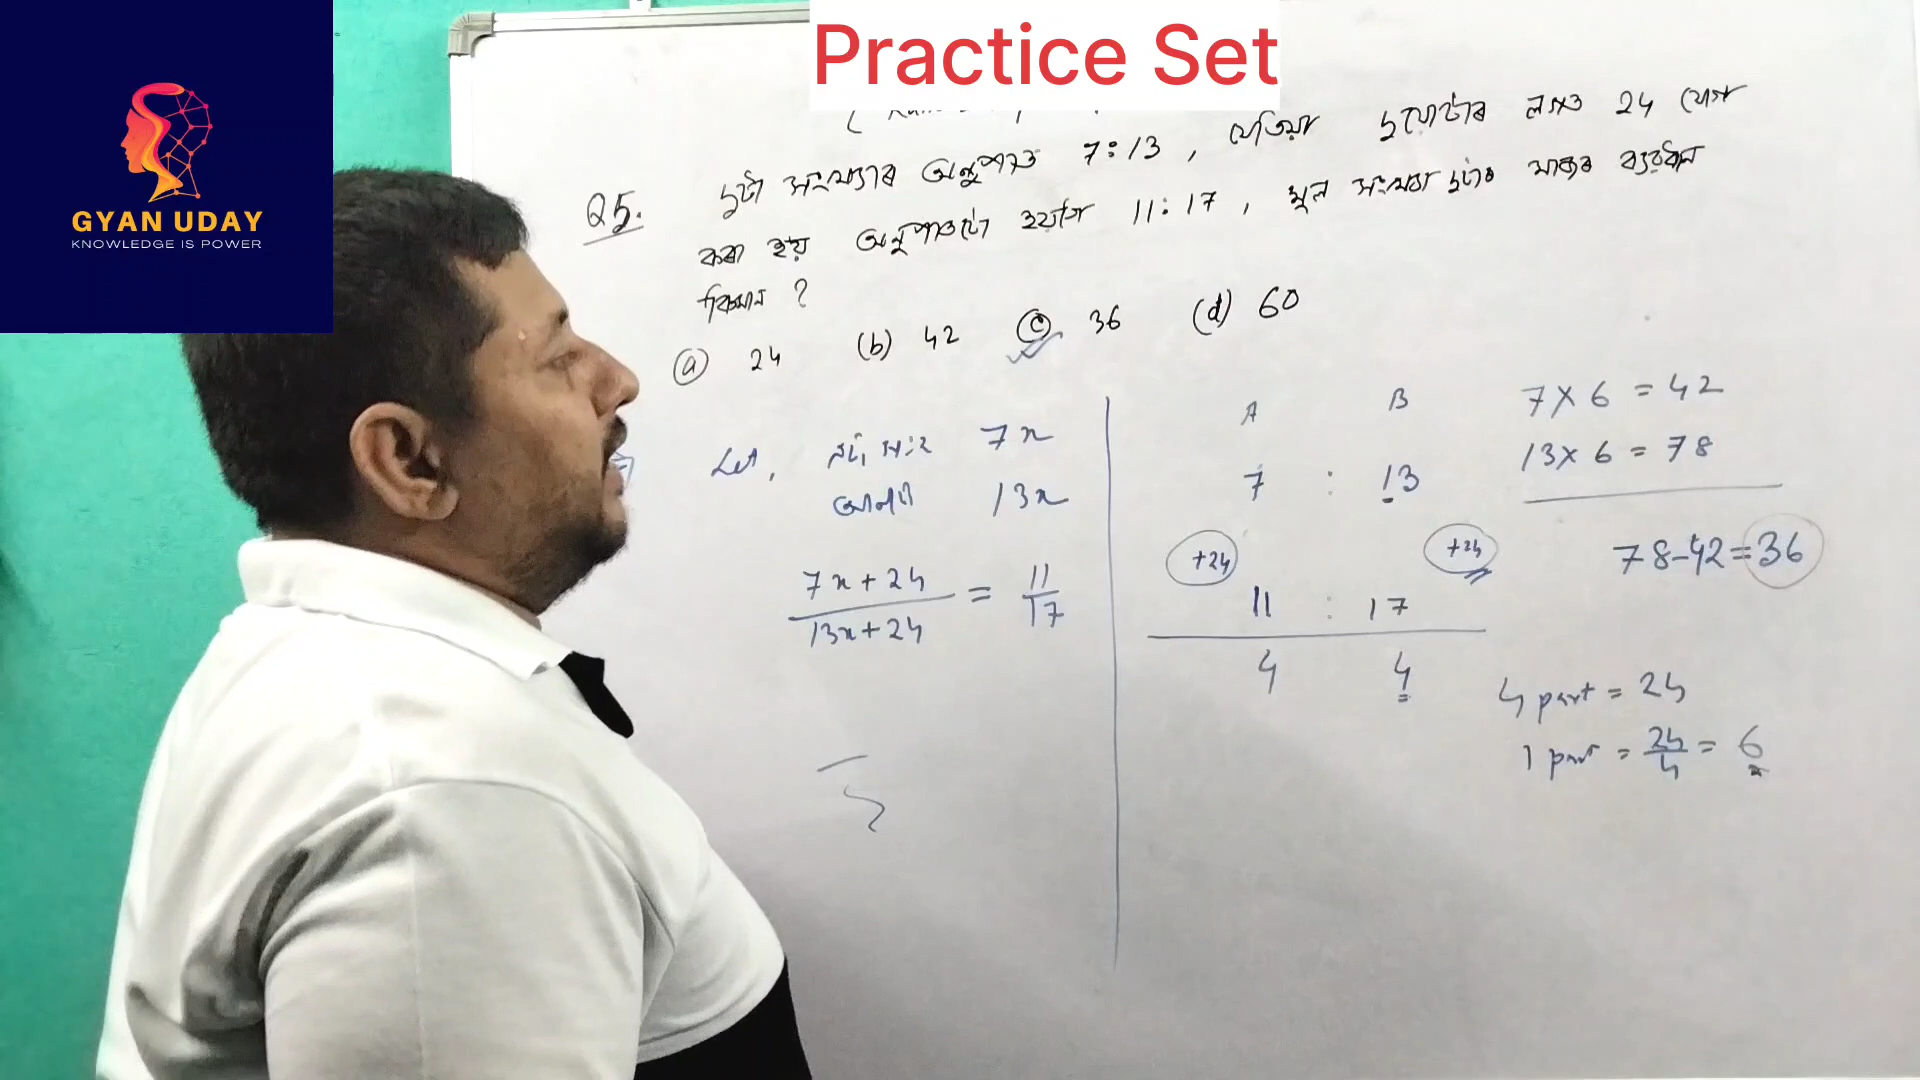 Practice Set
GYAN UDAY
KNOWLEDGE IS POWER
Q5. দুটা সংখ্যাৰ অনুপাত 7:13, যেতিয়া দুয়োটাৰ লগত 24 যোগ
কৰা হয় অনুপাতটো হয়গি 11:17, মূল সংখ্যা দুটাৰ মাজৰ ব্যৱধান
কিমান ?
(a) 24 (b) 42 (c) 36 (d) 60
Let, 7x
13x
7x+24 / 13x+24 = 11/17
A B
7 : 13
+24 +24
11 : 17
4 4
7×6 = 42
13×6 = 78
78-42=36
4 part = 24
1 part = 24/4 = 6